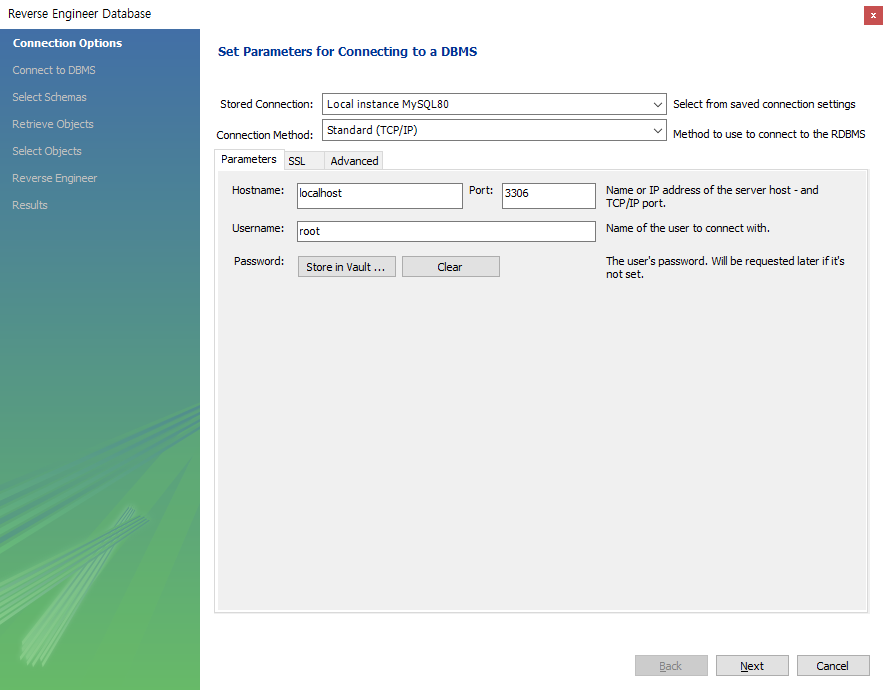 Reverse Engineer Database
x
Connection Options
Connect to DBMS
Select Schemas
Retrieve Objects
Select Objects
Reverse Engineer
Results
Set Parameters for Connecting to a DBMS
Stored Connection: Local instance MySQL80 Select from saved connection settings
Connection Method: Standard (TCP/IP) Method to use to connect to the RDBMS
Parameters SSL Advanced
Hostname: localhost Port: 3306 Name or IP address of the server host - and
TCP/IP port.
Username: root Name of the user to connect with.
Password: Store in Vault ... Clear The user's password. Will be requested later if it's
not set.
Back Next Cancel